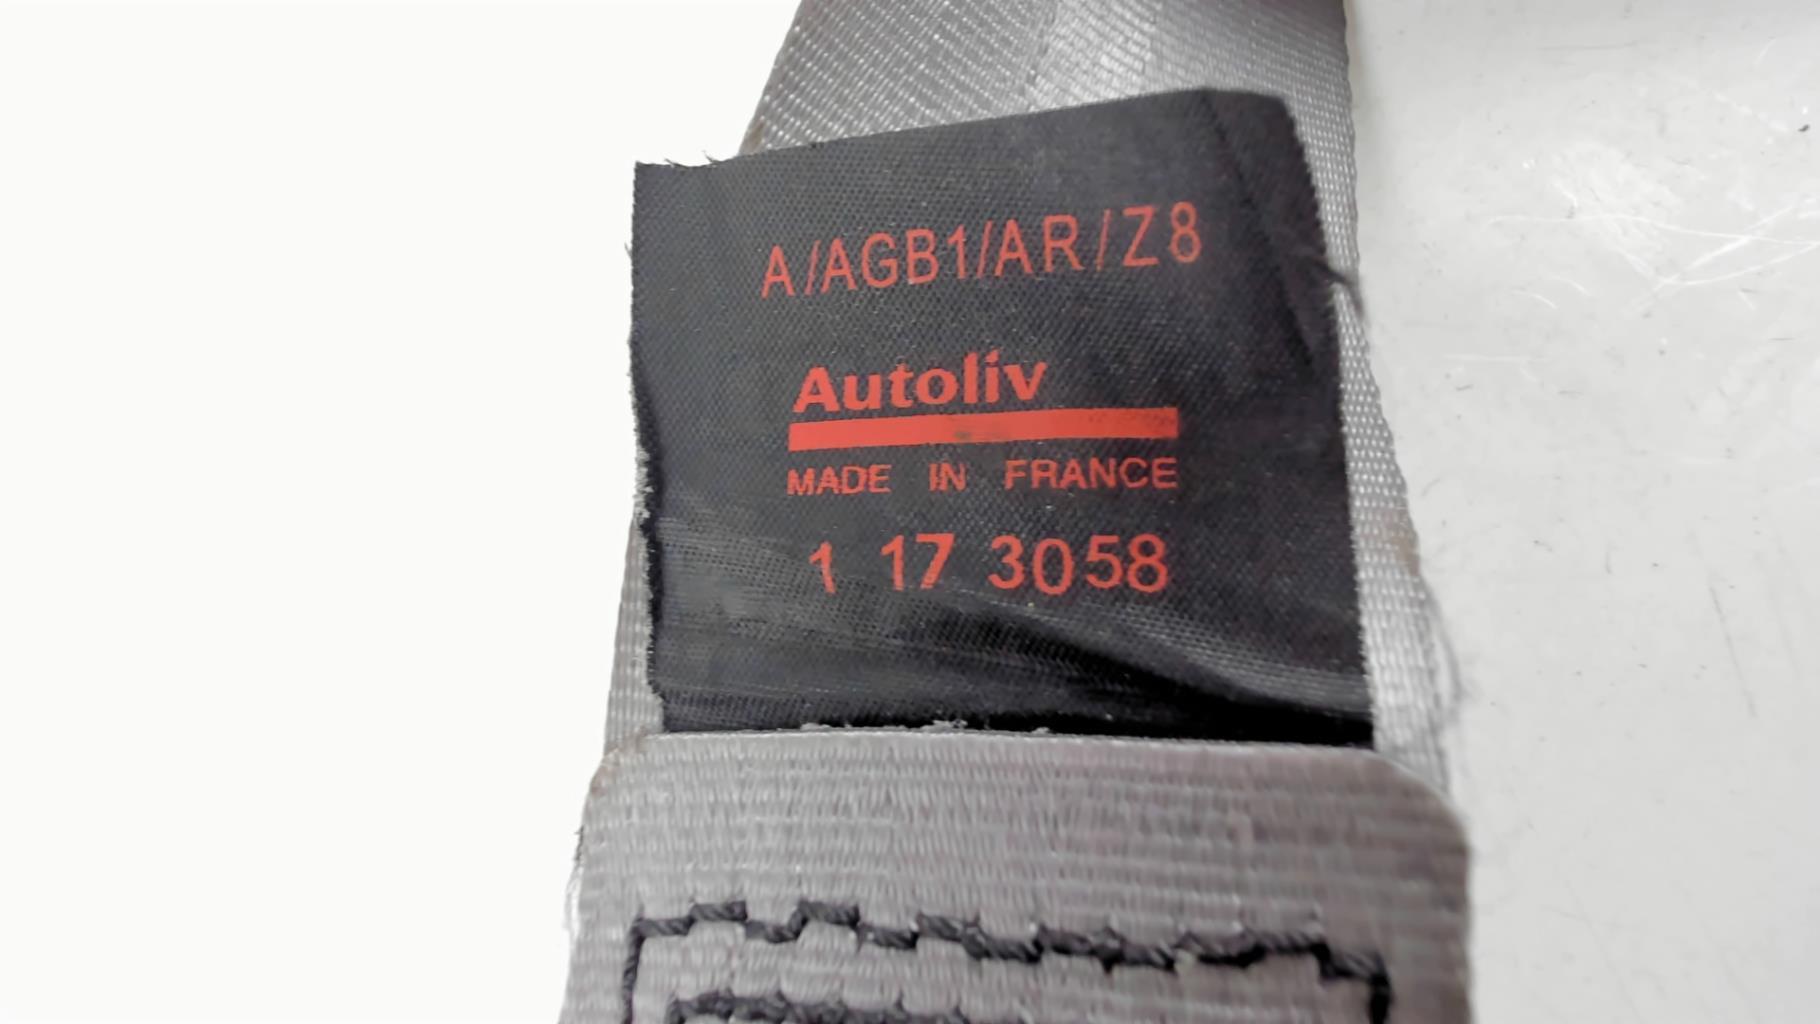 A/AGB1/AR/Z8
Autoliv
MADE IN FRANCE
1 17 3058